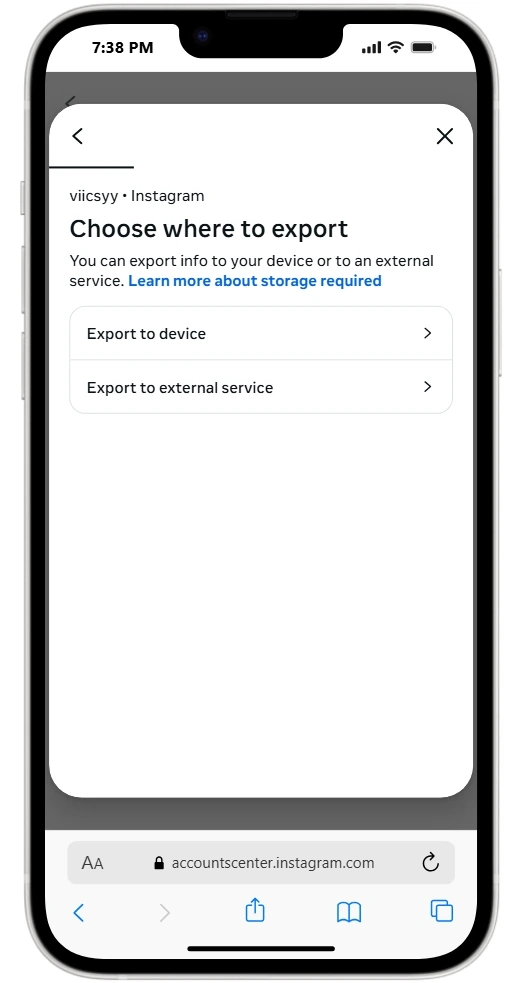 7:38 PM
viicsyy • Instagram
Choose where to export
You can export info to your device or to an external
service. Learn more about storage required
Export to device
Export to external service
AA accountscenter.instagram.com